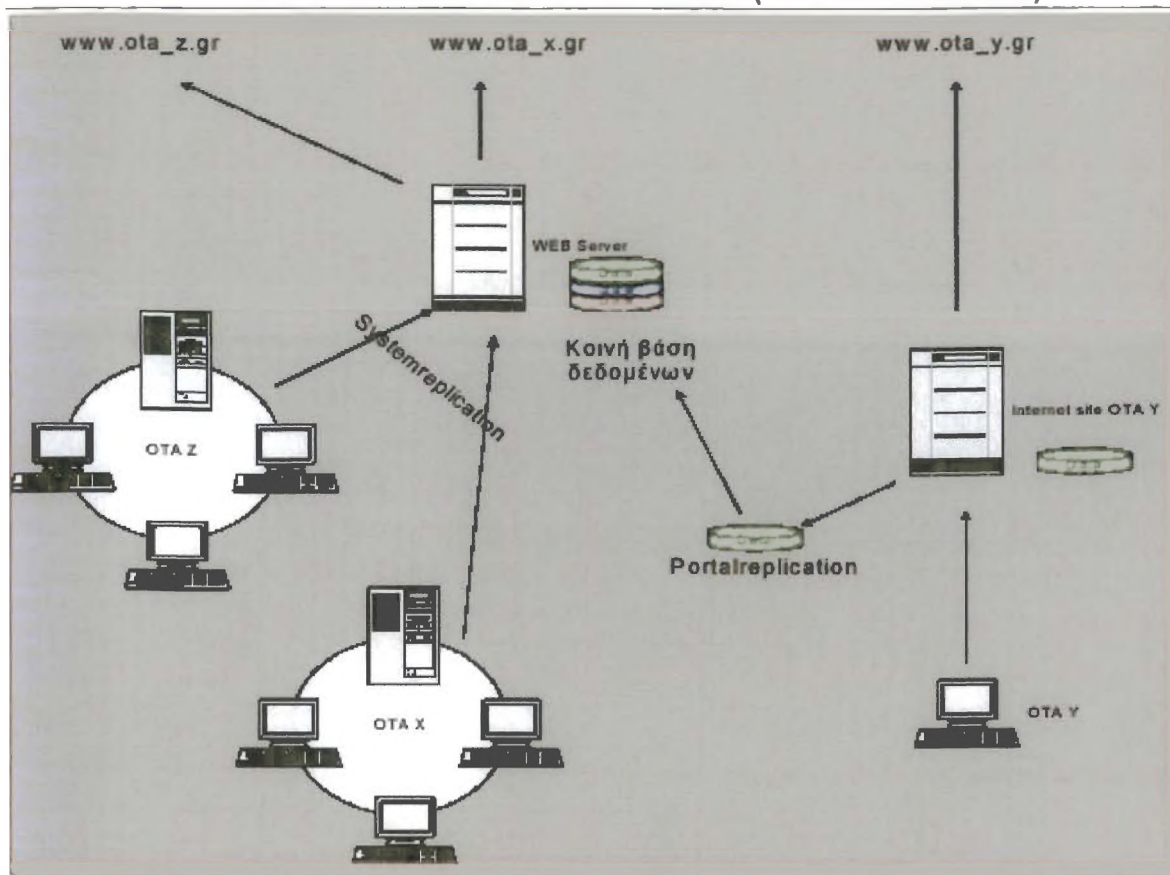 www.ota_z.gr
www.ota_x.gr
www.ota_y.gr
WEB Server
Systemreplication
Κοινή βάση
δεδομένων
Internet site OTA Y
OTA Z
Portalreplication
OTA X
OTA Y